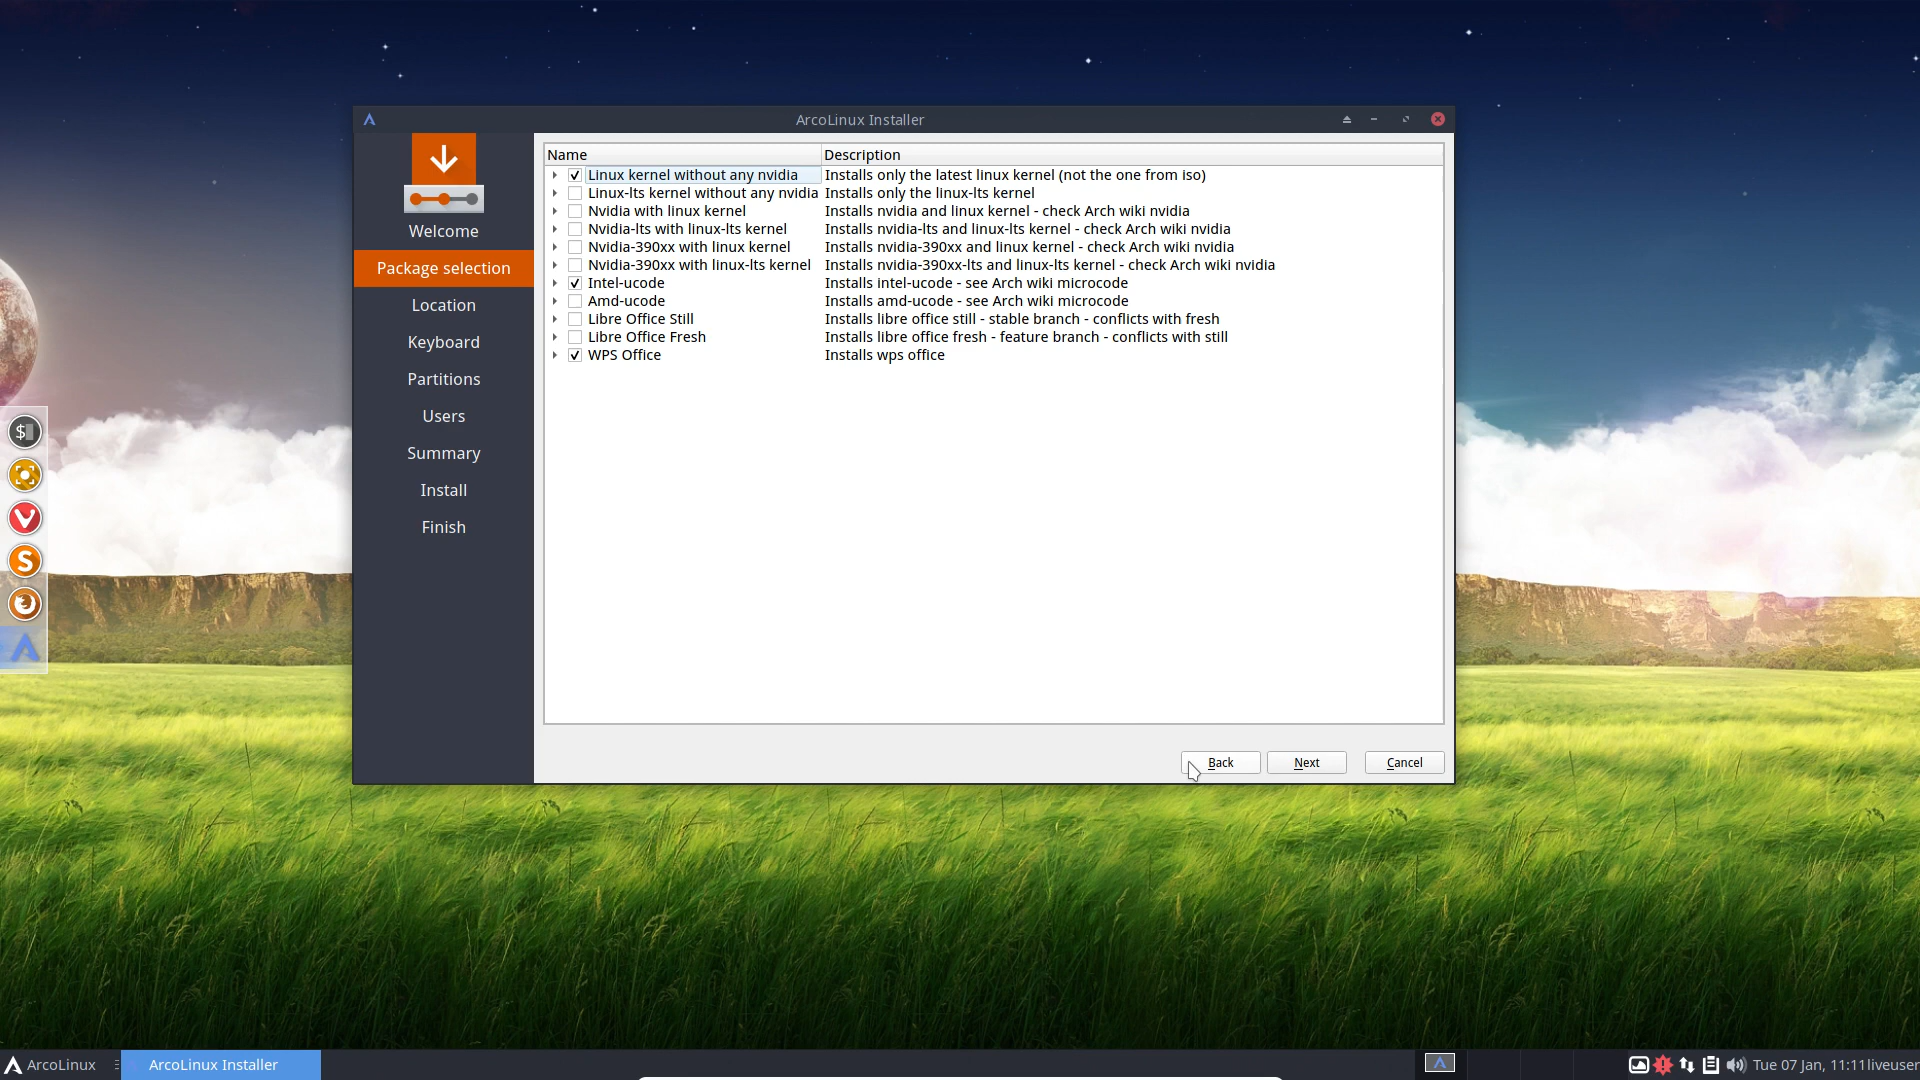 ArcoLinux Installer
Welcome
Package selection
Location
Keyboard
Partitions
Users
Summary
Install
Finish
Name Description
Linux kernel without any nvidia Installs only the latest linux kernel (not the one from iso)
Linux-lts kernel without any nvidia Installs only the linux-lts kernel
Nvidia with linux kernel Installs nvidia and linux kernel - check Arch wiki nvidia
Nvidia-lts with linux-lts kernel Installs nvidia-lts and linux-lts kernel - check Arch wiki nvidia
Nvidia-390xx with linux kernel Installs nvidia-390xx and linux kernel - check Arch wiki nvidia
Nvidia-390xx with linux-lts kernel Installs nvidia-390xx-lts and linux-lts kernel - check Arch wiki nvidia
Intel-ucode Installs intel-ucode - see Arch wiki microcode
Amd-ucode Installs amd-ucode - see Arch wiki microcode
Libre Office Still Installs libre office still - stable branch - conflicts with fresh
Libre Office Fresh Installs libre office fresh - feature branch - conflicts with still
WPS Office Installs wps office
Back Next Cancel
ArcoLinux ArcoLinux Installer Tue 07 Jan, 11:11liveuser